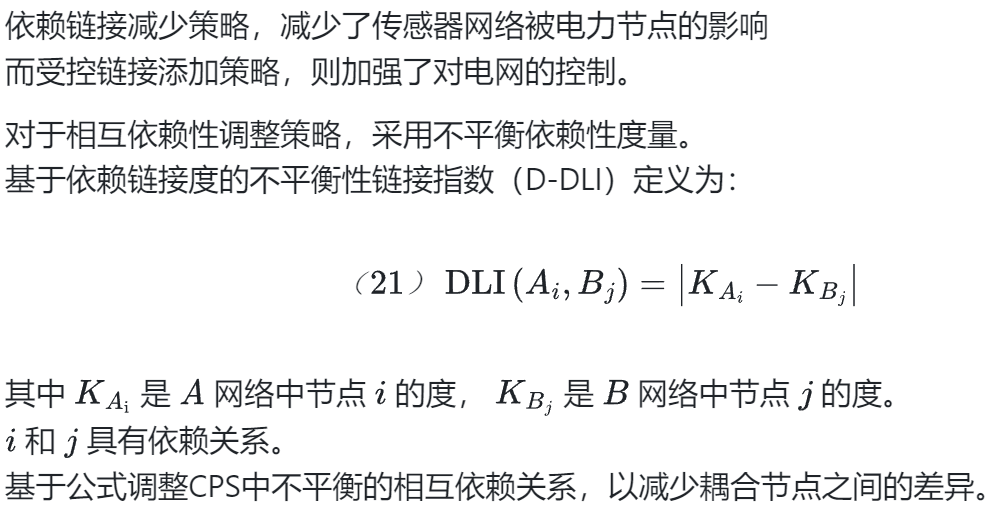 依赖链接减少策略，减少了传感器网络被电力节点的影响
而受控链接添加策略，则加强了对电网的控制。
对于相互依赖性调整策略，采用不平衡依赖性度量。
基于依赖链接度的不平衡性链接指数（D-DLI）定义为：
（21） DLI (A_i, B_j) = |K_{A_i} − K_{B_j}|
其中 K_{A_i} 是 A 网络中节点 i 的度， K_{B_j} 是 B 网络中节点 j 的度。
i 和 j 具有依赖关系。
基于公式调整CPS中不平衡的相互依赖关系，以减少耦合节点之间的差异。